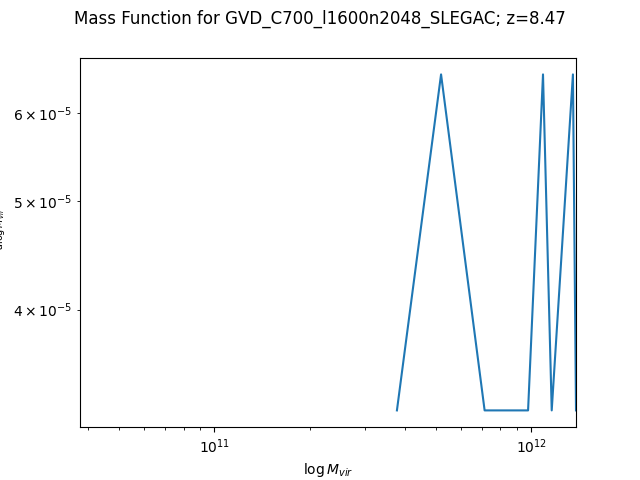 Mass Function for GVD_C700_l1600n2048_SLEGAC; z=8.47
6 × 10⁻⁵
5 × 10⁻⁵
4 × 10⁻⁵
10¹¹ 10¹²
log M_vir